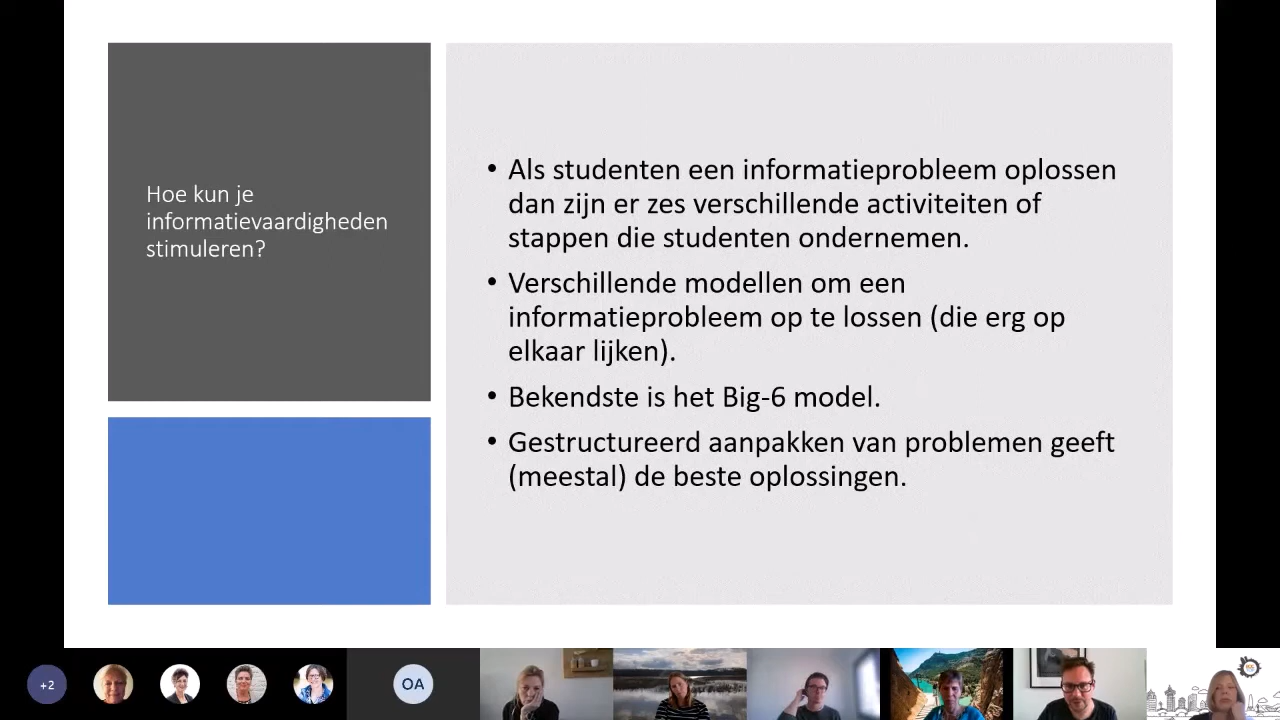 Hoe kun je
informatievaardigheden
stimuleren?
• Als studenten een informatieprobleem oplossen
dan zijn er zes verschillende activiteiten of
stappen die studenten ondernemen.
• Verschillende modellen om een
informatieprobleem op te lossen (die erg op
elkaar lijken).
• Bekendste is het Big-6 model.
• Gestructureerd aanpakken van problemen geeft
(meestal) de beste oplossingen.
+2
OA